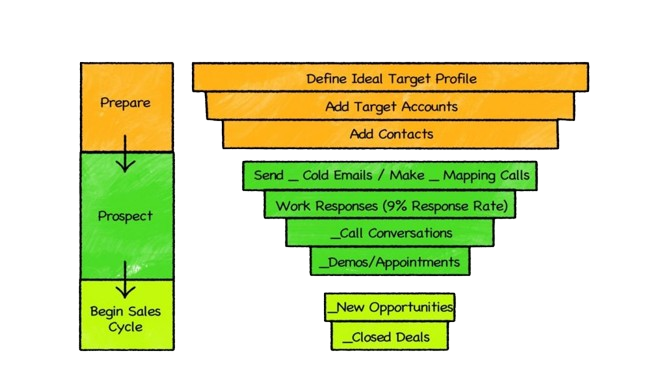 Prepare
Define Ideal Target Profile
Add Target Accounts
Add Contacts
Prospect
Send _ Cold Emails / Make _ Mapping Calls
Work Responses (9% Response Rate)
_Call Conversations
_Demos/Appointments
Begin Sales
Cycle
_New Opportunities
_Closed Deals